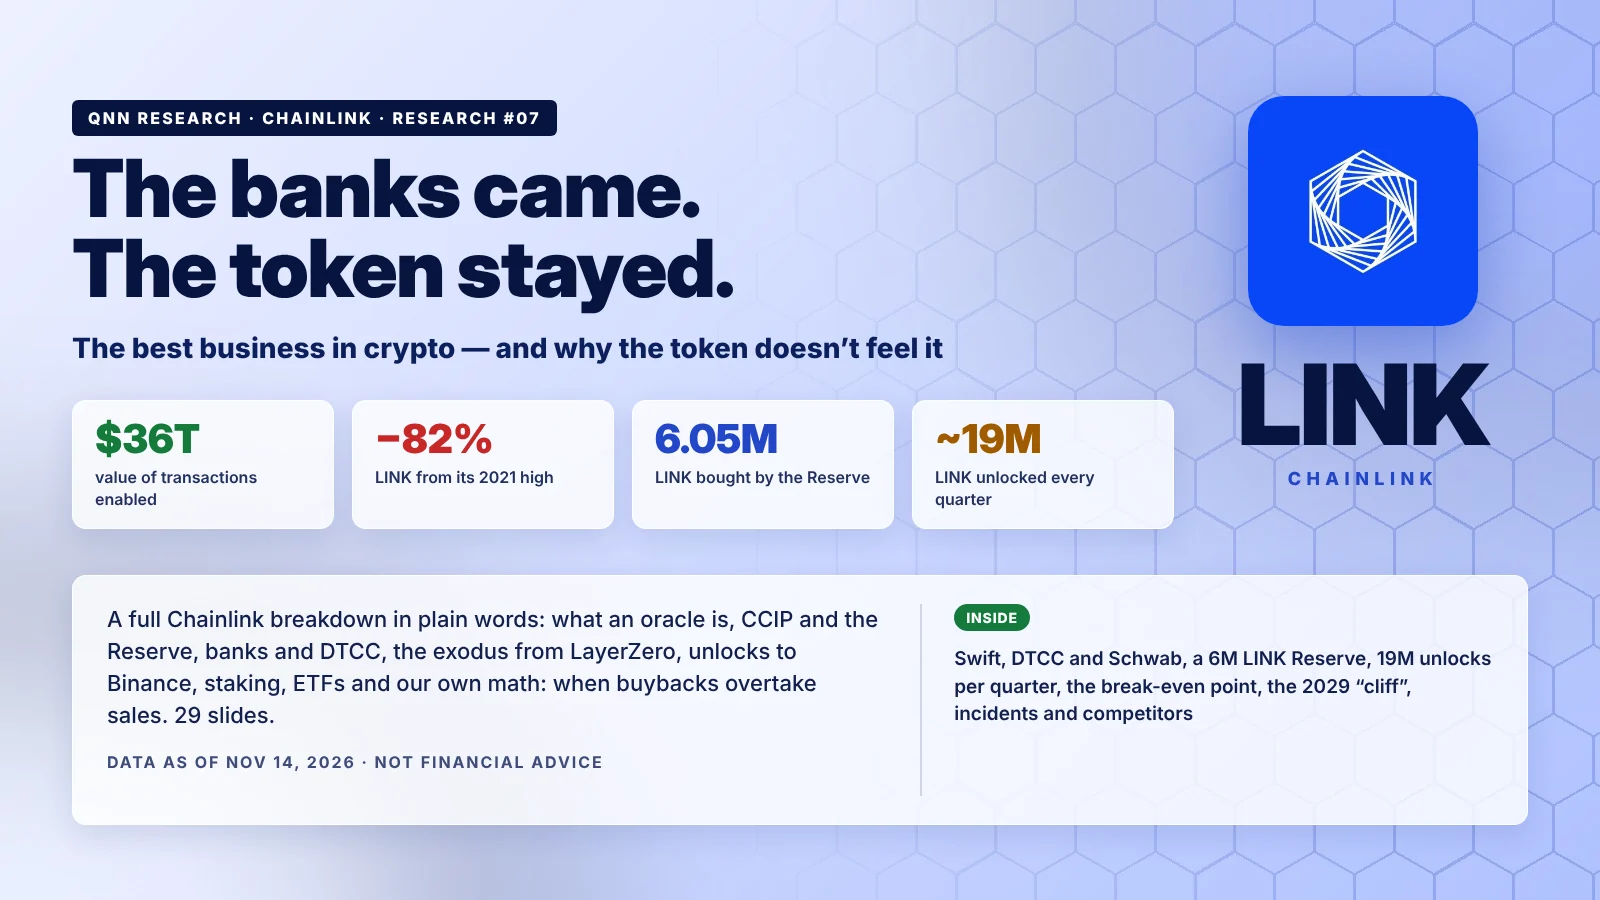 QNN RESEARCH · CHAINLINK · RESEARCH #07
The banks came.
The token stayed.
The best business in crypto — and why the token doesn’t feel it
$36T
value of transactions
enabled
−82%
LINK from its 2021 high
6.05M
LINK bought by the Reserve
~19M
LINK unlocked every
quarter
LINK
CHAINLINK
A full Chainlink breakdown in plain words: what an oracle is, CCIP and the
Reserve, banks and DTCC, the exodus from LayerZero, unlocks to
Binance, staking, ETFs and our own math: when buybacks overtake
sales. 29 slides.
DATA AS OF NOV 14, 2026 · NOT FINANCIAL ADVICE
INSIDE
Swift, DTCC and Schwab, a 6M LINK Reserve, 19M unlocks
per quarter, the break-even point, the 2029 “cliff”,
incidents and competitors